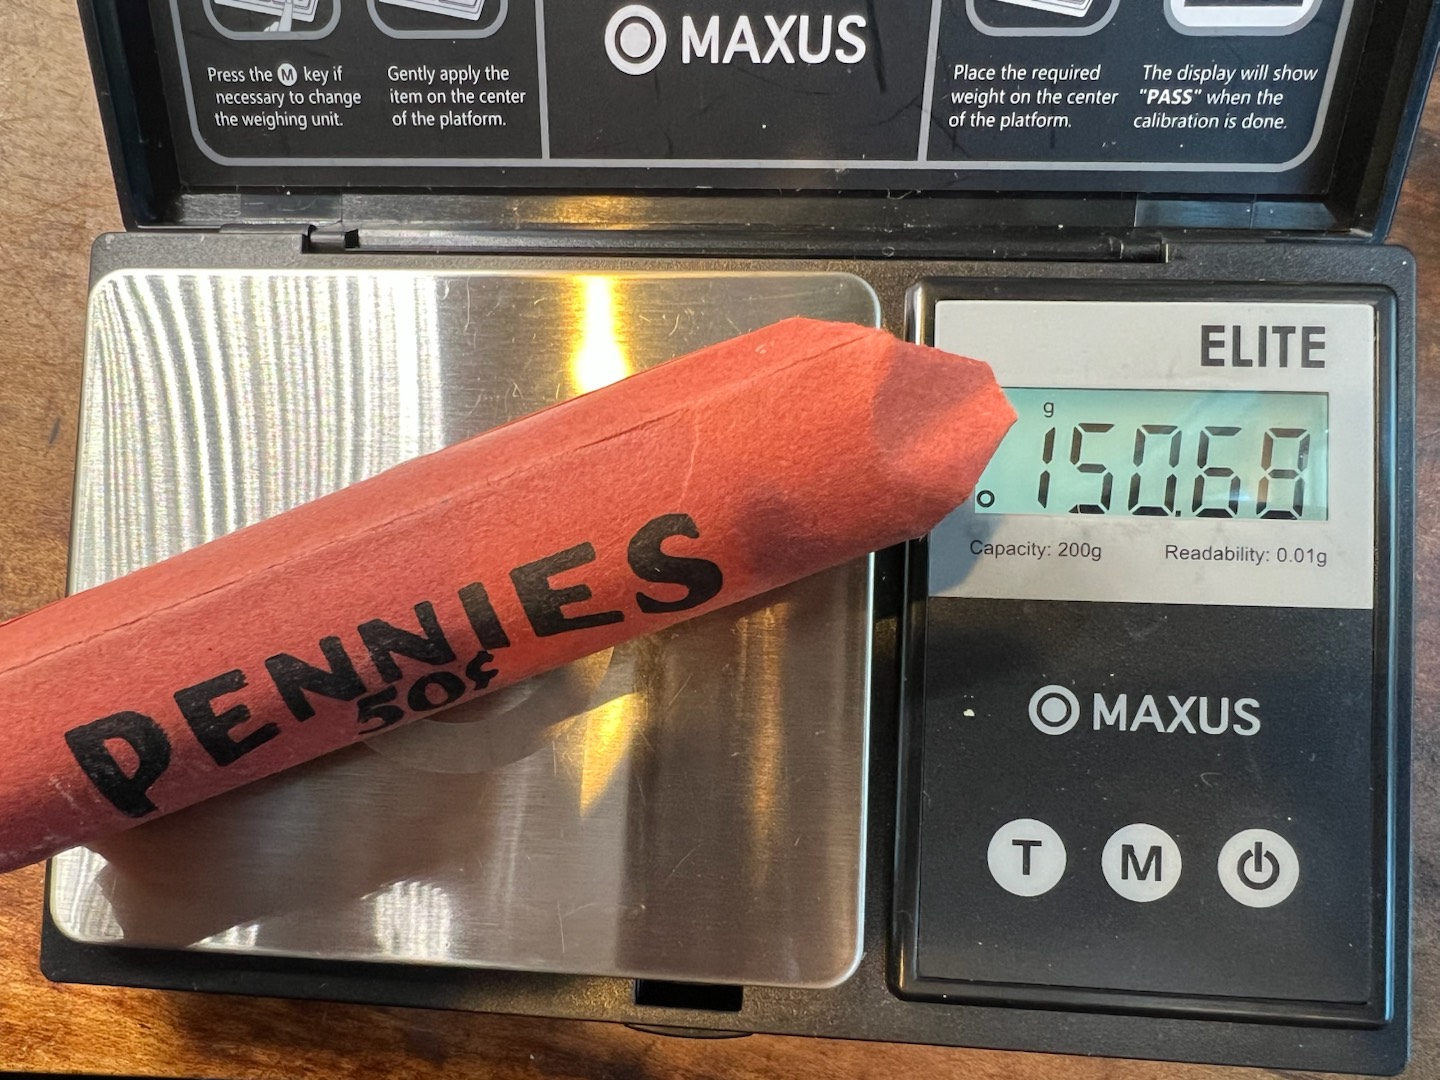 Press the M key if
necessary to change
the weighing unit.
Gently apply the
item on the center
of the platform.
MAXUS
Place the required
weight on the center
of the platform.
The display will show
"PASS" when the
calibration is done.
ELITE
g
150.68
Capacity: 200g
Readability: 0.01g
PENNIES
50¢
MAXUS
T
M